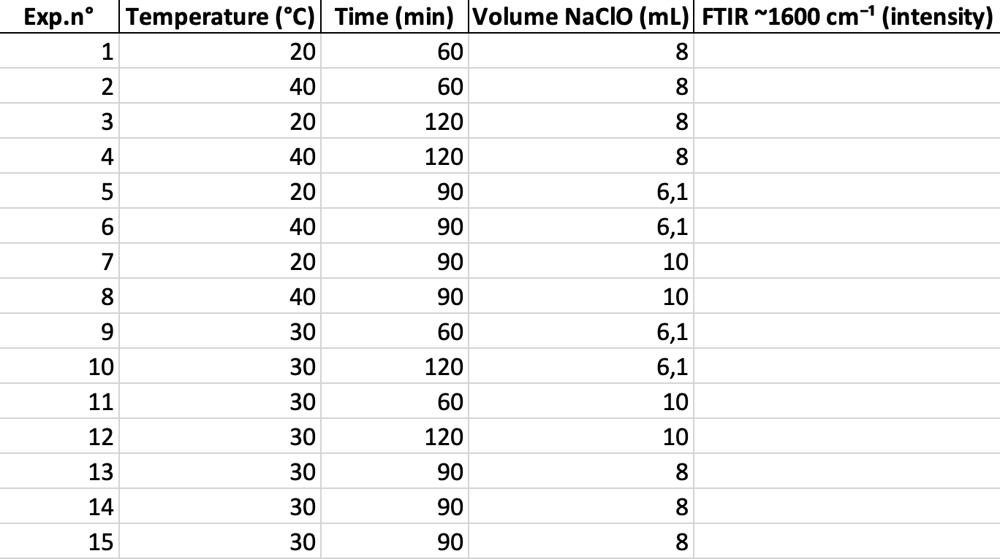 Exp.n° Temperature (°C) Time (min) Volume NaClO (mL) FTIR ~1600 cm⁻¹ (intensity)
1 20 60 8
2 40 60 8
3 20 120 8
4 40 120 8
5 20 90 6,1
6 40 90 6,1
7 20 90 10
8 40 90 10
9 30 60 6,1
10 30 120 6,1
11 30 60 10
12 30 120 10
13 30 90 8
14 30 90 8
15 30 90 8